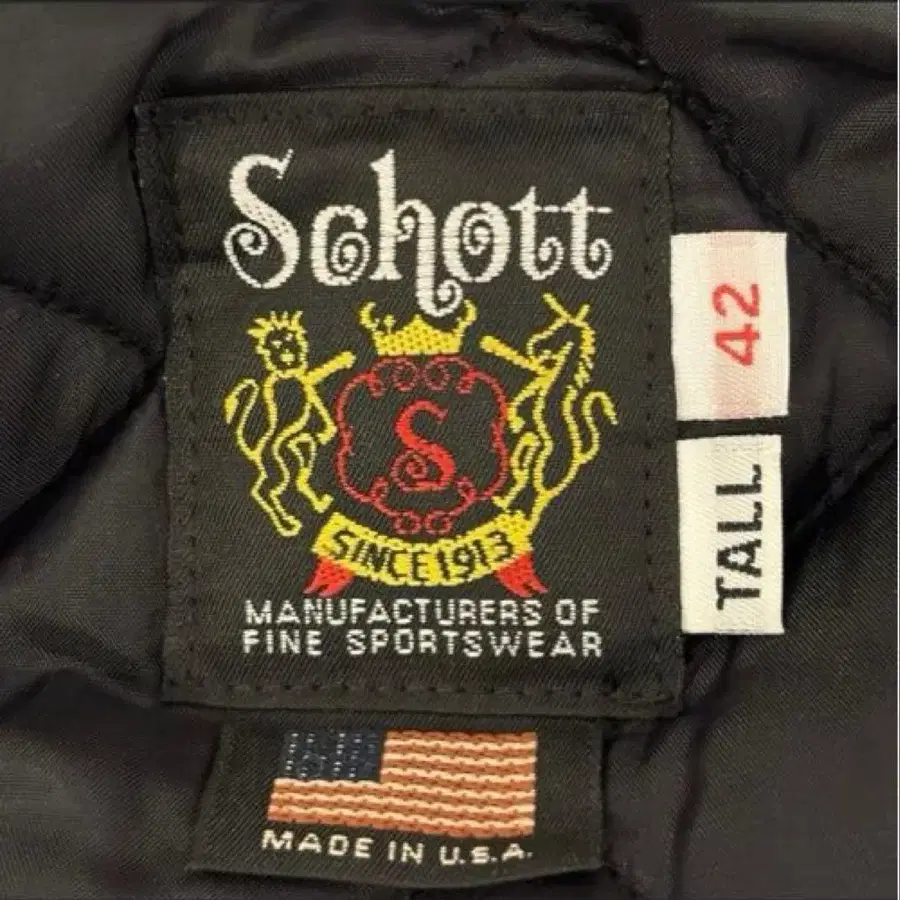 Schott
S
SINCE 1913
MANUFACTURERS OF
FINE SPORTSWEAR
42
TALL
MADE IN U.S.A.